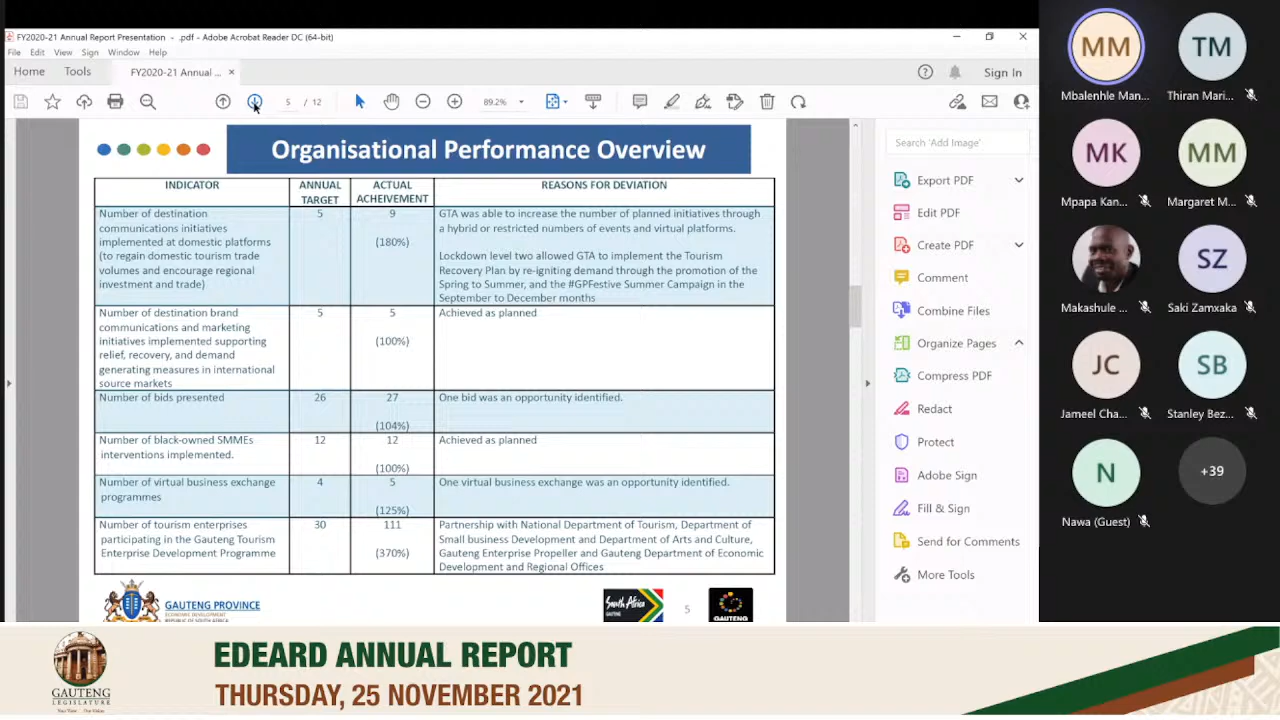 FY2020-21 Annual Report Presentation - .pdf - Adobe Acrobat Reader DC (64-bit)
File Edit View Sign Window Help
Home Tools FY2020-21 Annual ... × Sign In
5 / 12 89.2%
Organisational Performance Overview
INDICATOR
ANNUAL TARGET
ACTUAL ACHEIVEMENT
REASONS FOR DEVIATION
Number of destination
communications initiatives
implemented at domestic platforms
(to regain domestic tourism trade
volumes and encourage regional
investment and trade)
5
9
(180%)
GTA was able to increase the number of planned initiatives through
a hybrid or restricted numbers of events and virtual platforms.
Lockdown level two allowed GTA to implement the Tourism
Recovery Plan by re-igniting demand through the promotion of the
Spring to Summer, and the #GPFestive Summer Campaign in the
September to December months
Number of destination brand
communications and marketing
initiatives implemented supporting
relief, recovery, and demand
generating measures in international
source markets
5
5
(100%)
Achieved as planned
Number of bids presented
26
27
(104%)
One bid was an opportunity identified.
Number of black-owned SMMEs
interventions implemented.
12
12
(100%)
Achieved as planned
Number of virtual business exchange
programmes
4
5
(125%)
One virtual business exchange was an opportunity identified.
Number of tourism enterprises
participating in the Gauteng Tourism
Enterprise Development Programme
30
111
(370%)
Partnership with National Department of Tourism, Department of
Small business Development and Department of Arts and Culture,
Gauteng Enterprise Propeller and Gauteng Department of Economic
Development and Regional Offices
GAUTENG PROVINCE
ECONOMIC DEVELOPMENT
REPUBLIC OF SOUTH AFRICA
South Africa
GAUTENG
5
GAUTENG
Search 'Add Image'
Export PDF
Edit PDF
Create PDF
Comment
Combine Files
Organize Pages
Compress PDF
Redact
Protect
Adobe Sign
Fill & Sign
Send for Comments
More Tools
MM
Mbalenhle Man...
TM
Thiran Mari...
MK
Mpapa Kan...
MM
Margaret M...
Makashule ...
SZ
Saki Zamxaka
JC
Jameel Cha...
SB
Stanley Bez...
N
Nawa (Guest)
+39
GAUTENG
LEGISLATURE
EDEARD ANNUAL REPORT
THURSDAY, 25 NOVEMBER 2021